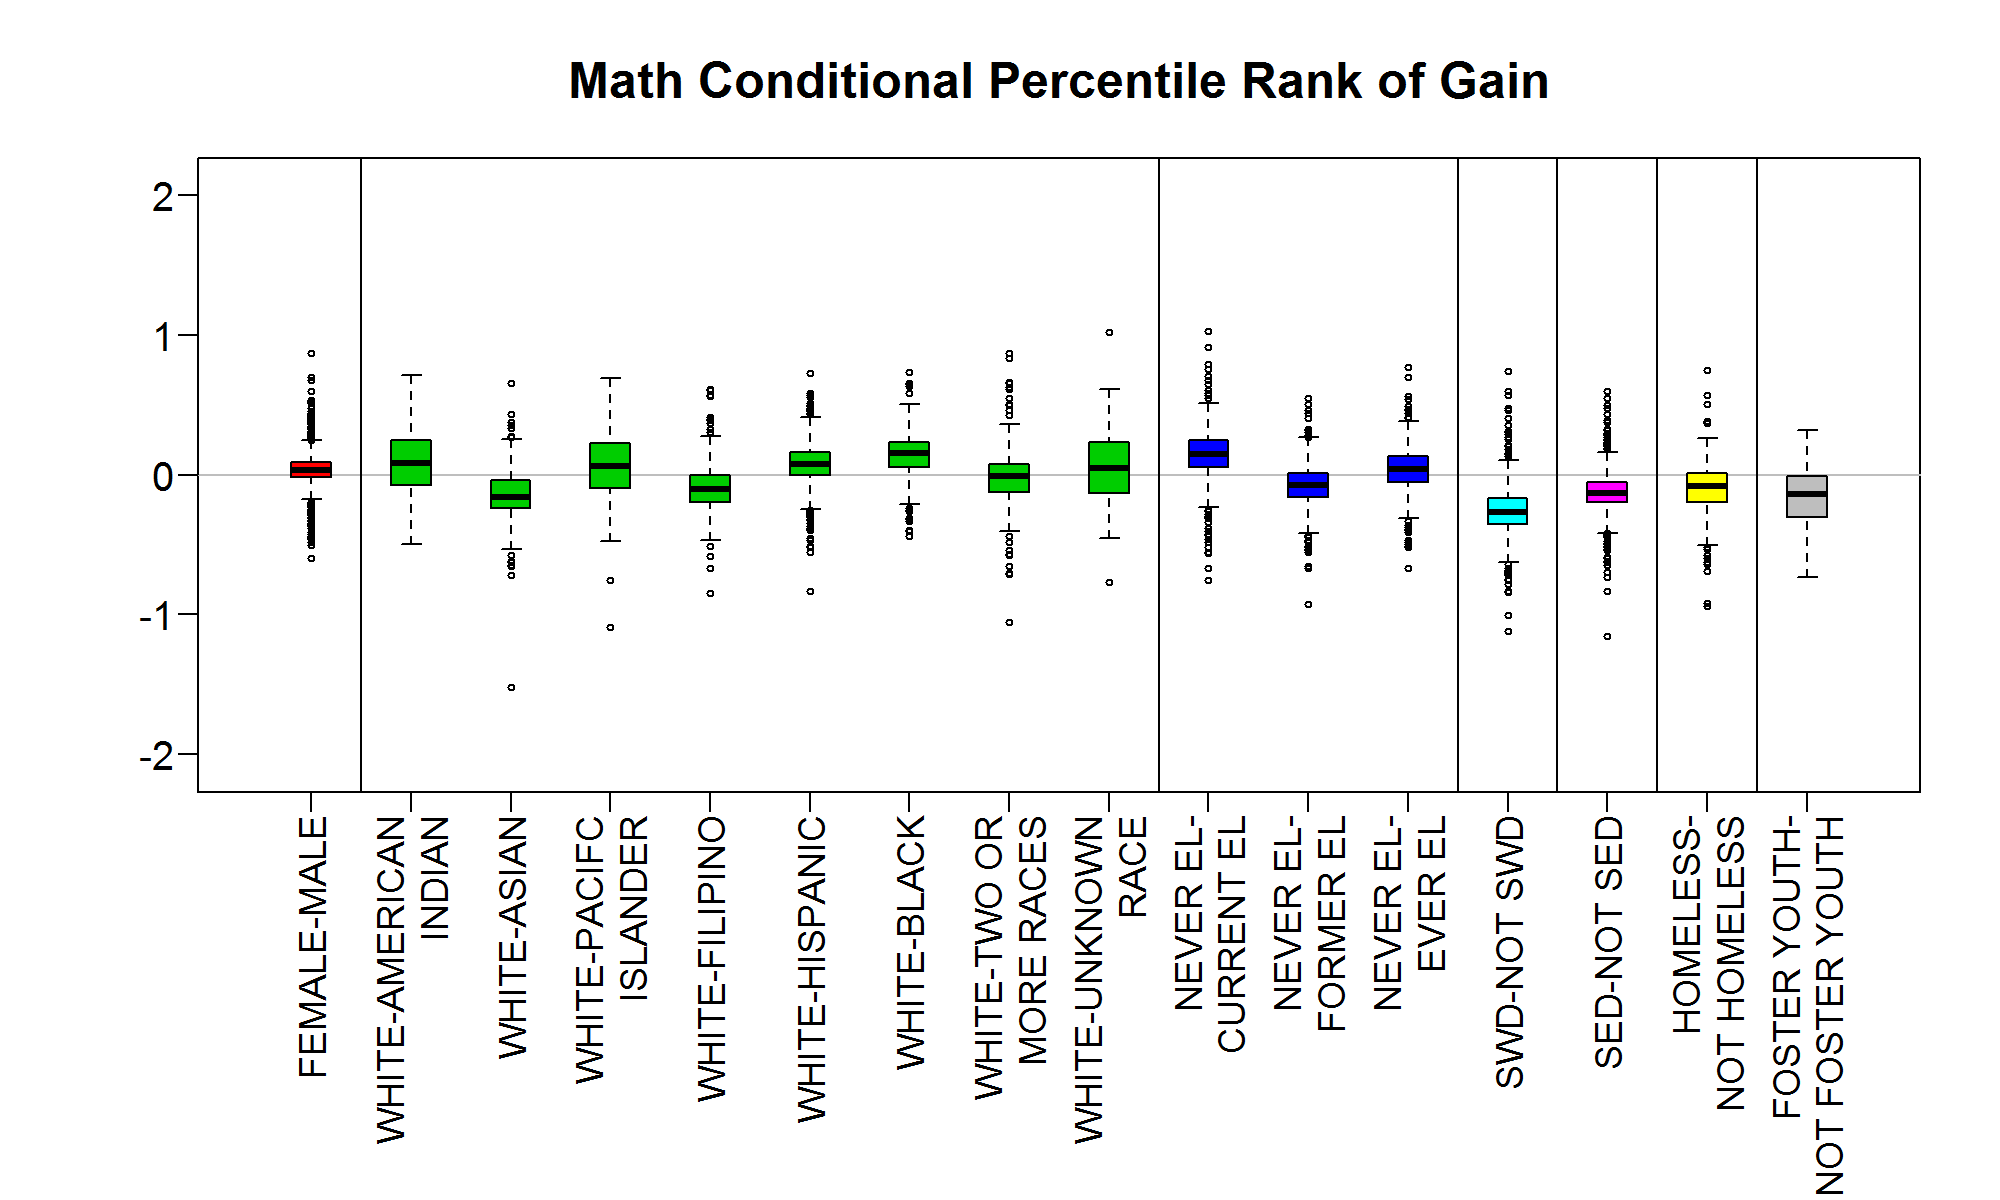 Math Conditional Percentile Rank of Gain
2
1
0
-1
-2
FEMALE-MALE
WHITE-AMERICAN
INDIAN
WHITE-ASIAN
WHITE-PACIFC
ISLANDER
WHITE-FILIPINO
WHITE-HISPANIC
WHITE-BLACK
WHITE-TWO OR
MORE RACES
WHITE-UNKNOWN
RACE
NEVER EL-
CURRENT EL
NEVER EL-
FORMER EL
NEVER EL-
EVER EL
SWD-NOT SWD
SED-NOT SED
HOMELESS-
NOT HOMELESS
FOSTER YOUTH-
NOT FOSTER YOUTH